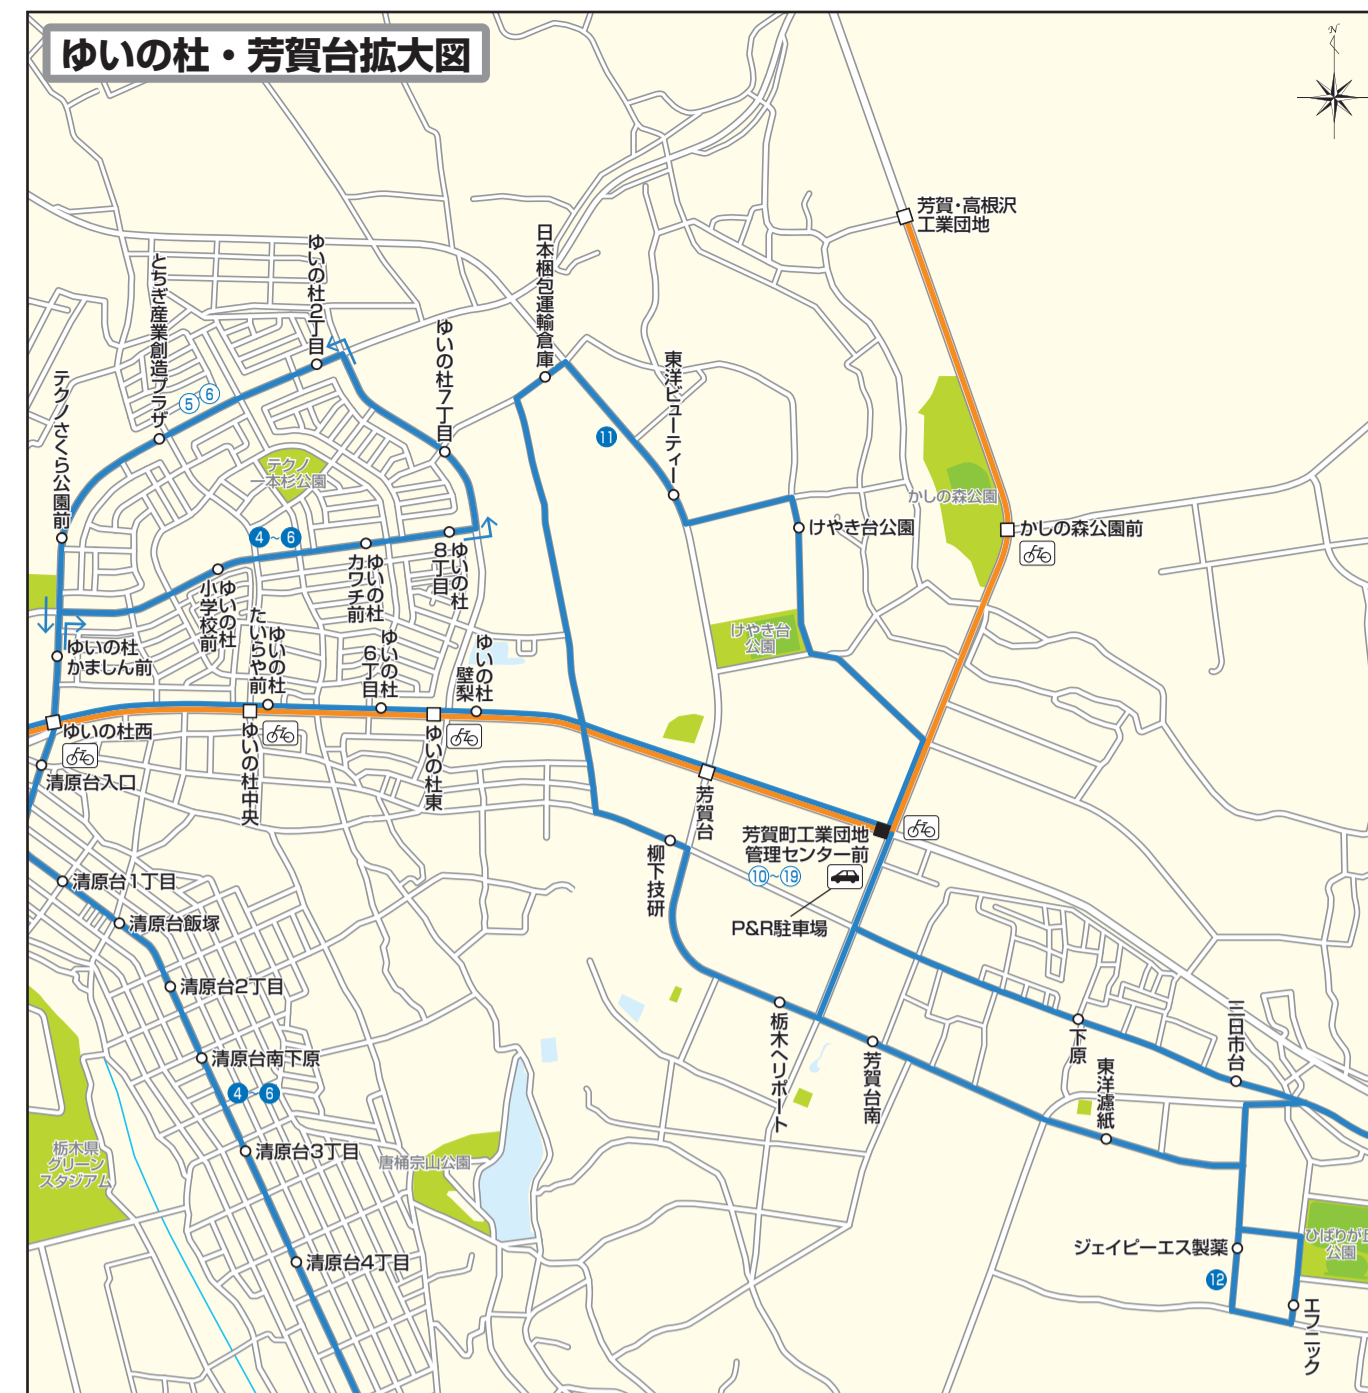 ゆいの杜・芳賀台拡大図
N
芳賀・高根沢
工業団地
日本梱包運輸倉庫
ゆいの杜2丁目
とちぎ産業創造プラザ
ゆいの杜7丁目
東洋ビューティー
テクノさくら公園前
⑤⑥
⑪
テクノ
一本杉公園
かしの森公園
かしの森公園前
けやき台公園
④~⑥
ゆいの杜
8丁目
ゆいの杜
カワチ前
ゆいの杜
小学校前
ゆいの杜
たいらや前
ゆいの杜
6丁目
ゆいの杜
壁梨
けやき台
公園
ゆいの杜
かましん前
ゆいの杜西
ゆいの杜中央
ゆいの杜東
清原台入口
芳賀台
芳賀町工業団地
管理センター前
⑩~⑲
P&R駐車場
柳下技研
清原台1丁目
清原台飯塚
清原台2丁目
清原台南下原
④~⑥
清原台3丁目
清原台4丁目
栃木県
グリーン
スタジアム
唐桶宗山公園
栃木ヘリポート
芳賀台南
下原
東洋濾紙
三日市台
ジェイピーエス製薬
⑫
ひばりが丘
公園
エフニック